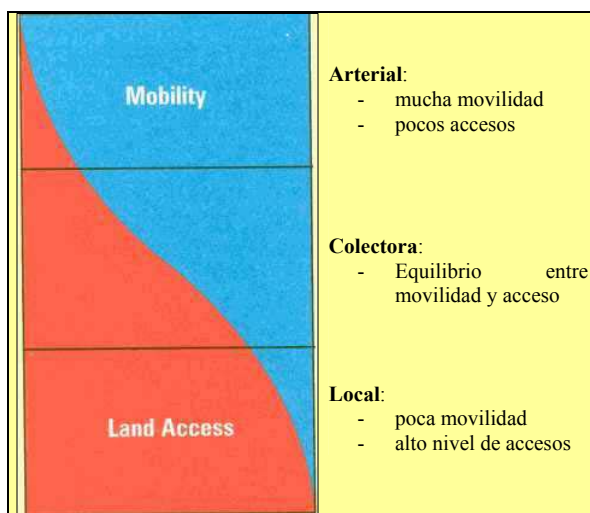 Mobility
Land Access
Arterial:
- mucha movilidad
- pocos accesos
Colectora:
- Equilibrio entre
movilidad y acceso
Local:
- poca movilidad
- alto nivel de accesos